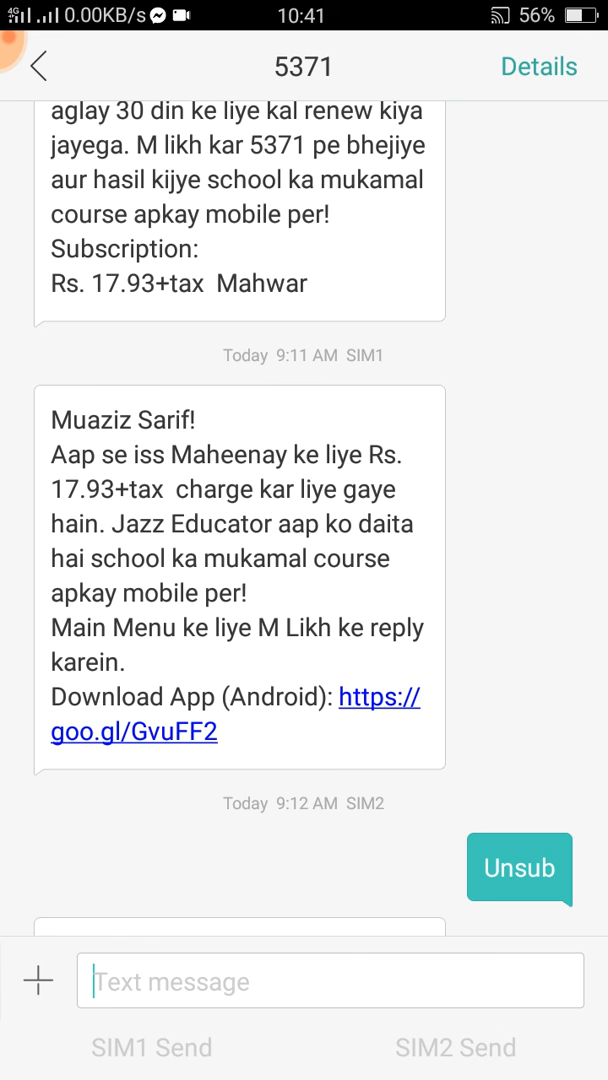 4G 0.00KB/s 10:41 56%
5371 Details
aglay 30 din ke liye kal renew kiya
jayega. M likh kar 5371 pe bhejiye
aur hasil kijye school ka mukamal
course apkay mobile per!
Subscription:
Rs. 17.93+tax  Mahwar
Today 9:11 AM SIM1
Muaziz Sarif!
Aap se iss Maheenay ke liye Rs.
17.93+tax  charge kar liye gaye
hain. Jazz Educator aap ko daita
hai school ka mukamal course
apkay mobile per!
Main Menu ke liye M Likh ke reply
karein.
Download App (Android): https://
goo.gl/GvuFF2
Today 9:12 AM SIM2
Unsub
Text message
SIM1 Send SIM2 Send